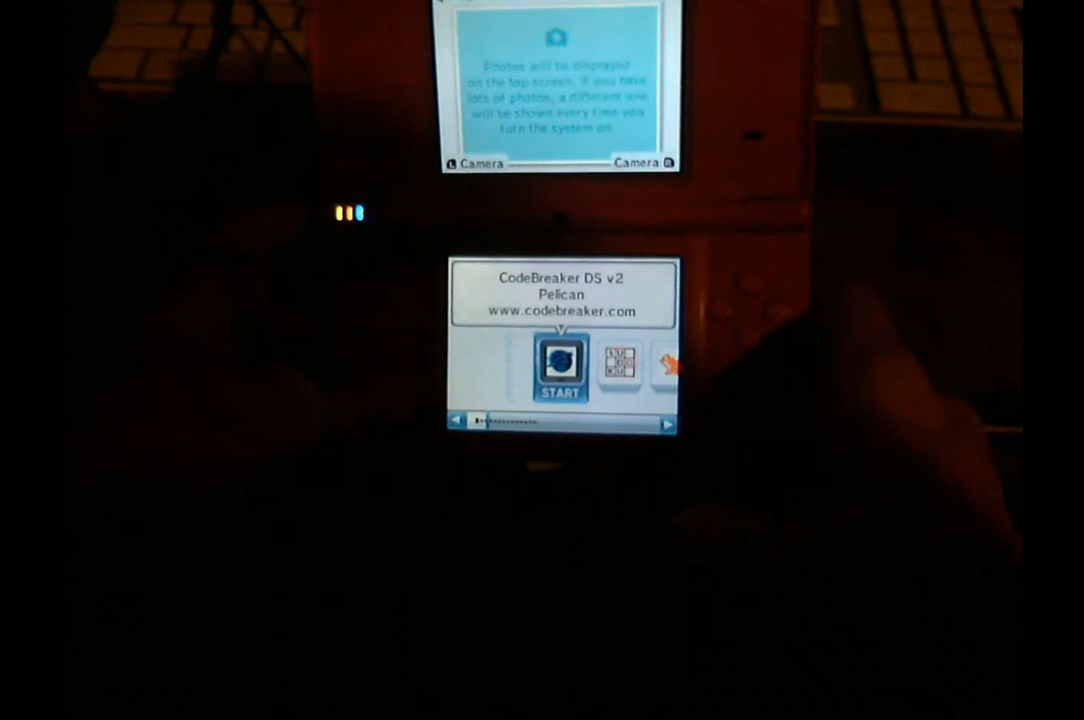 Photos will be displayed
on the top screen. If you have
lots of photos, a different one
will be shown every time you
turn the system on.
L Camera
Camera R
CodeBreaker DS v2
Pelican
www.codebreaker.com
START